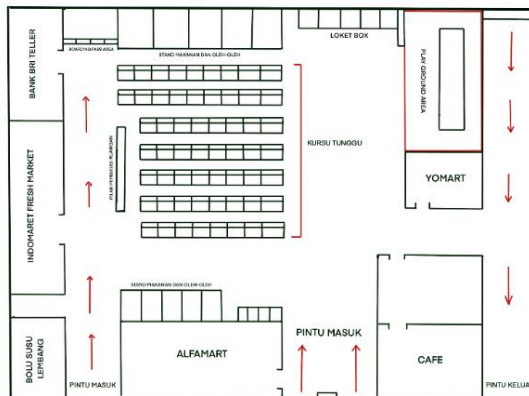 BANK BRI TELLER
STAND MAKANAN DAN OLEH-OLEH
LOKET BOX
PLAY GROUND AREA
INDOMARET FRESH MARKET
KURSU TUNGGU
YOMART
STAND MAKANAN DAN OLEH-OLEH
BOLU SUSU
LEMBANG
ALFAMART
PINTU MASUK
CAFE
PINTU MASUK
PINTU KELUA